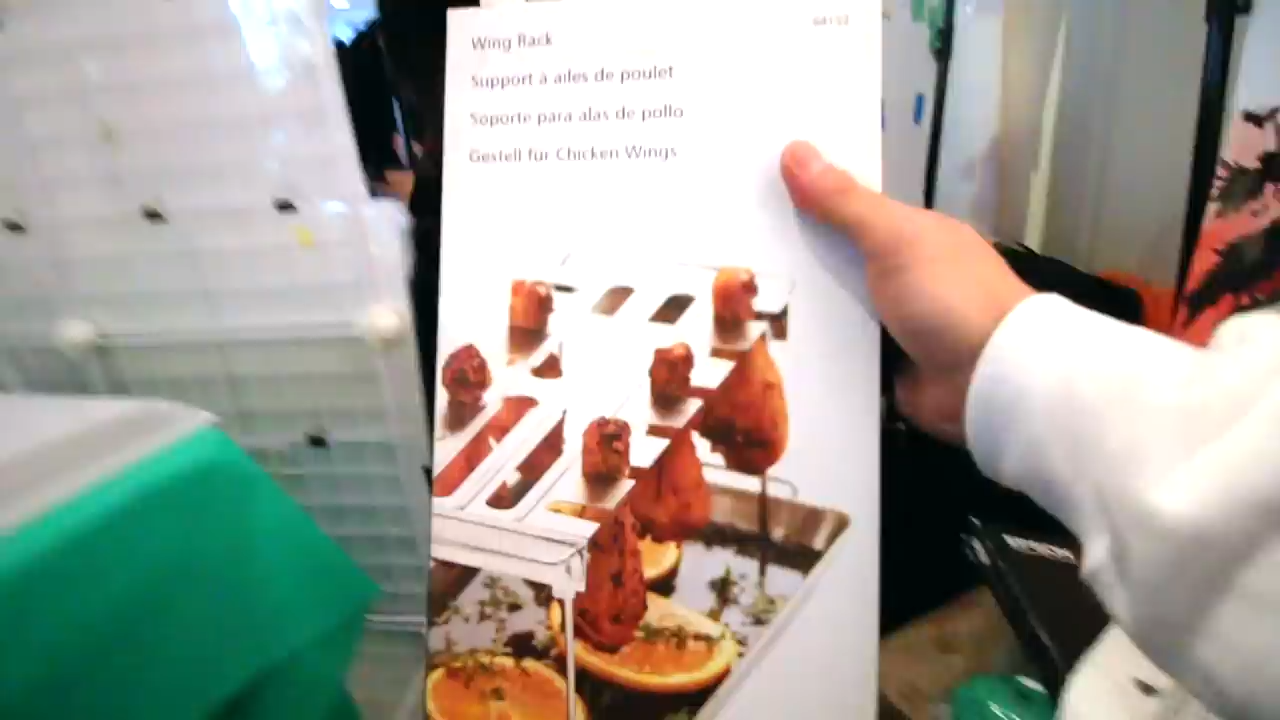 Wing Rack
Support à ailes de poulet
Soporte para alas de pollo
Gestell für Chicken Wings